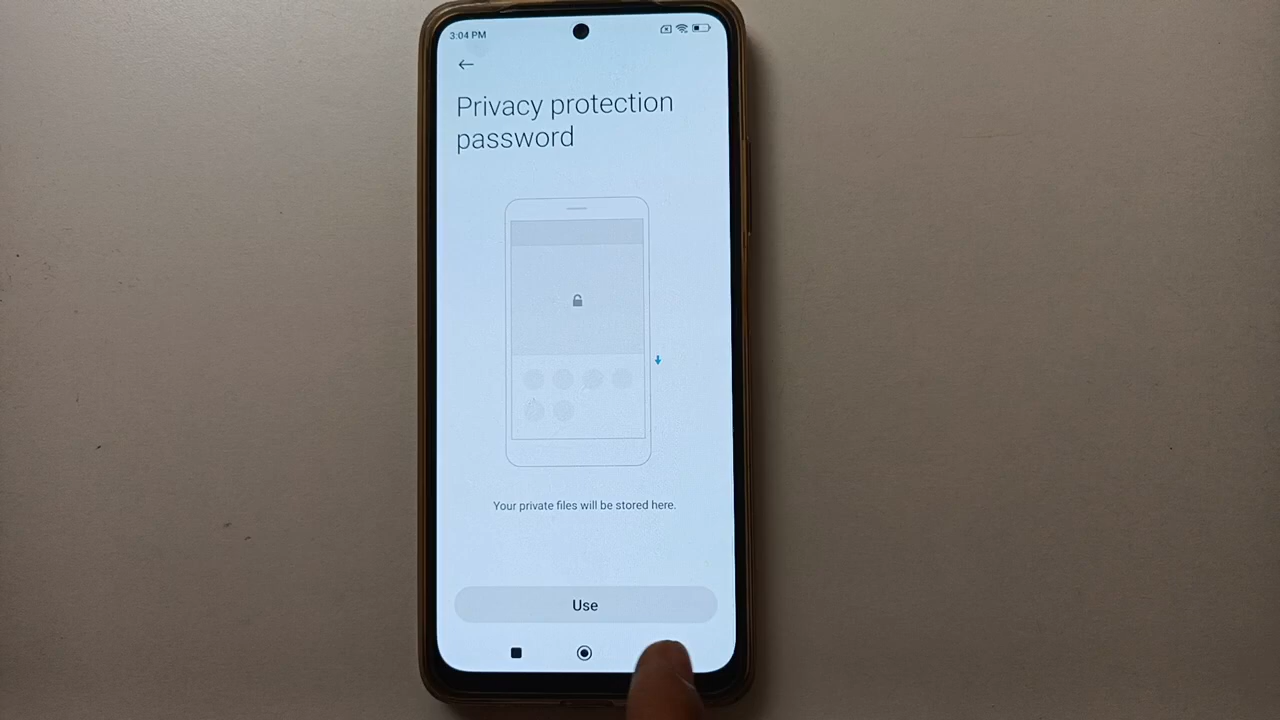 3:04 PM
Privacy protection
password
Your private files will be stored here.
Use